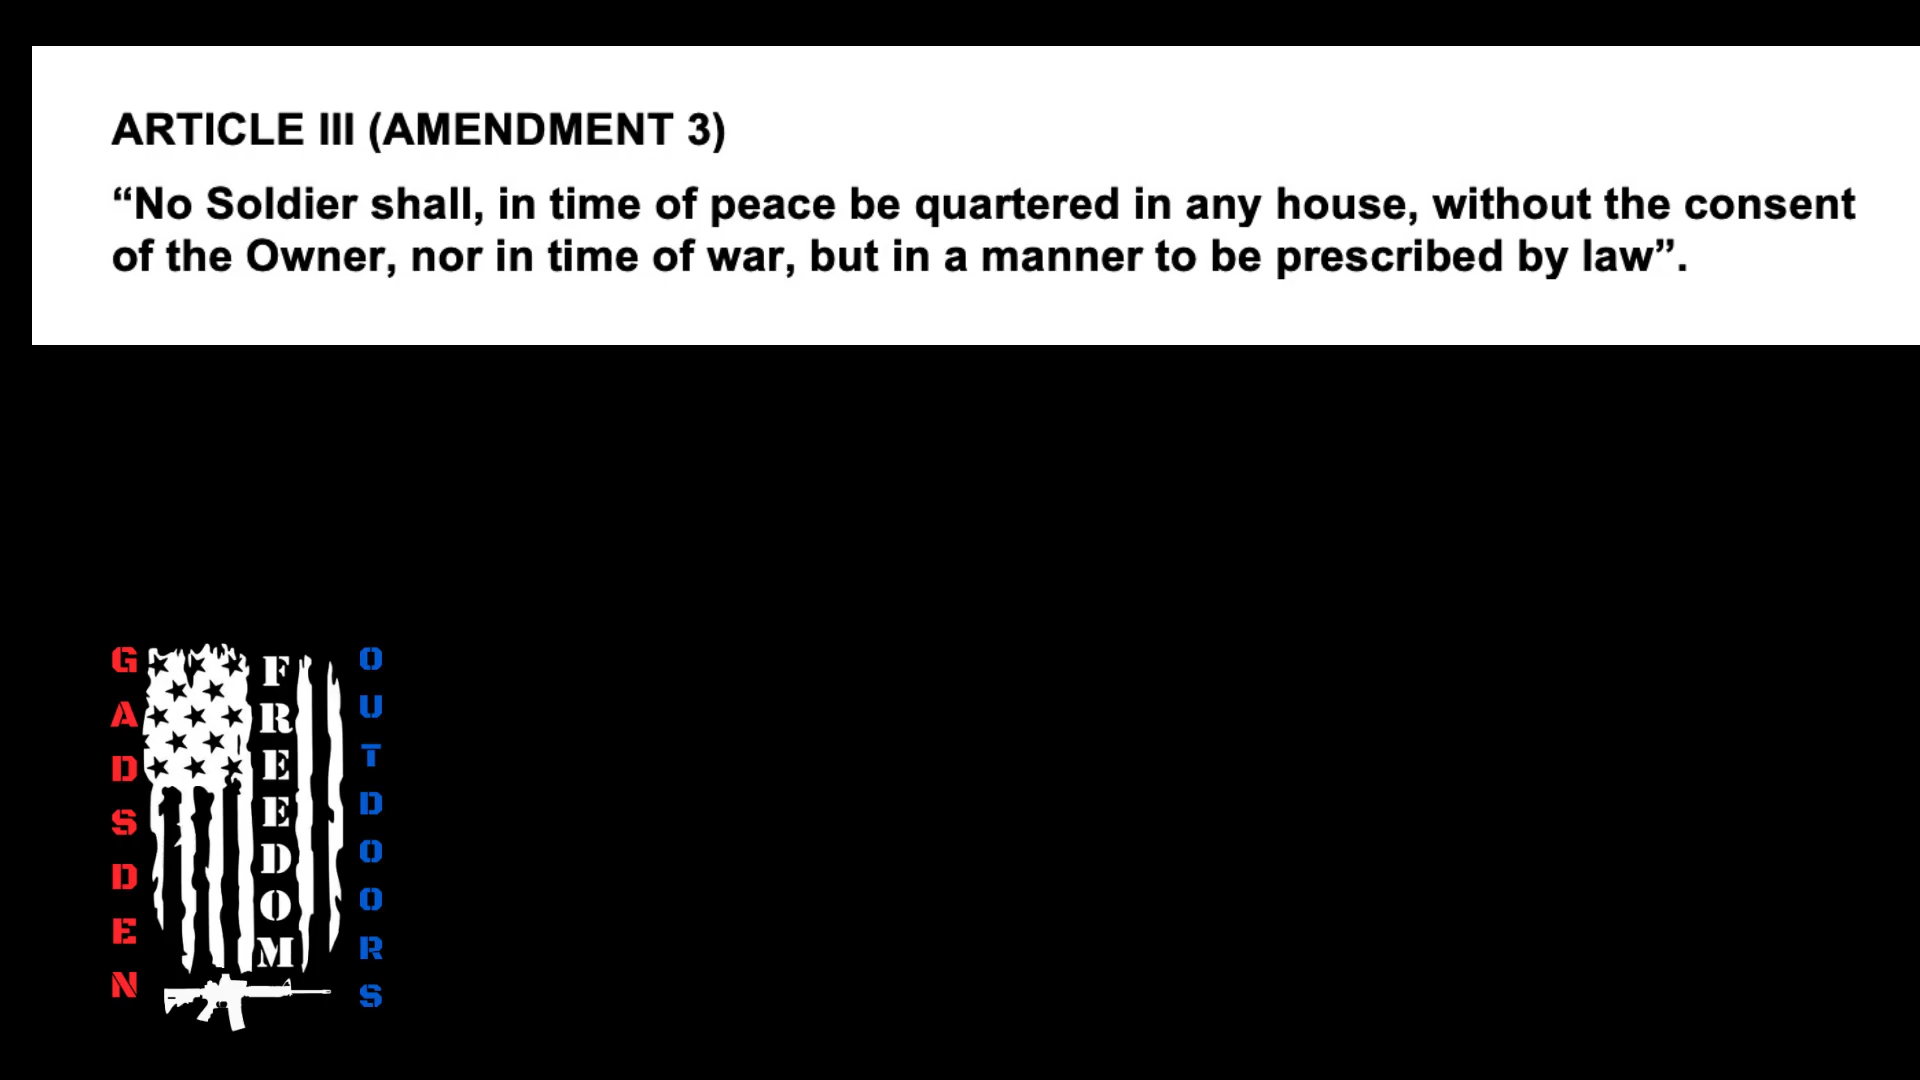 ARTICLE III (AMENDMENT 3)
“No Soldier shall, in time of peace be quartered in any house, without the consent
of the Owner, nor in time of war, but in a manner to be prescribed by law”.
GADSDEN
FREEDOM
OUTDOORS